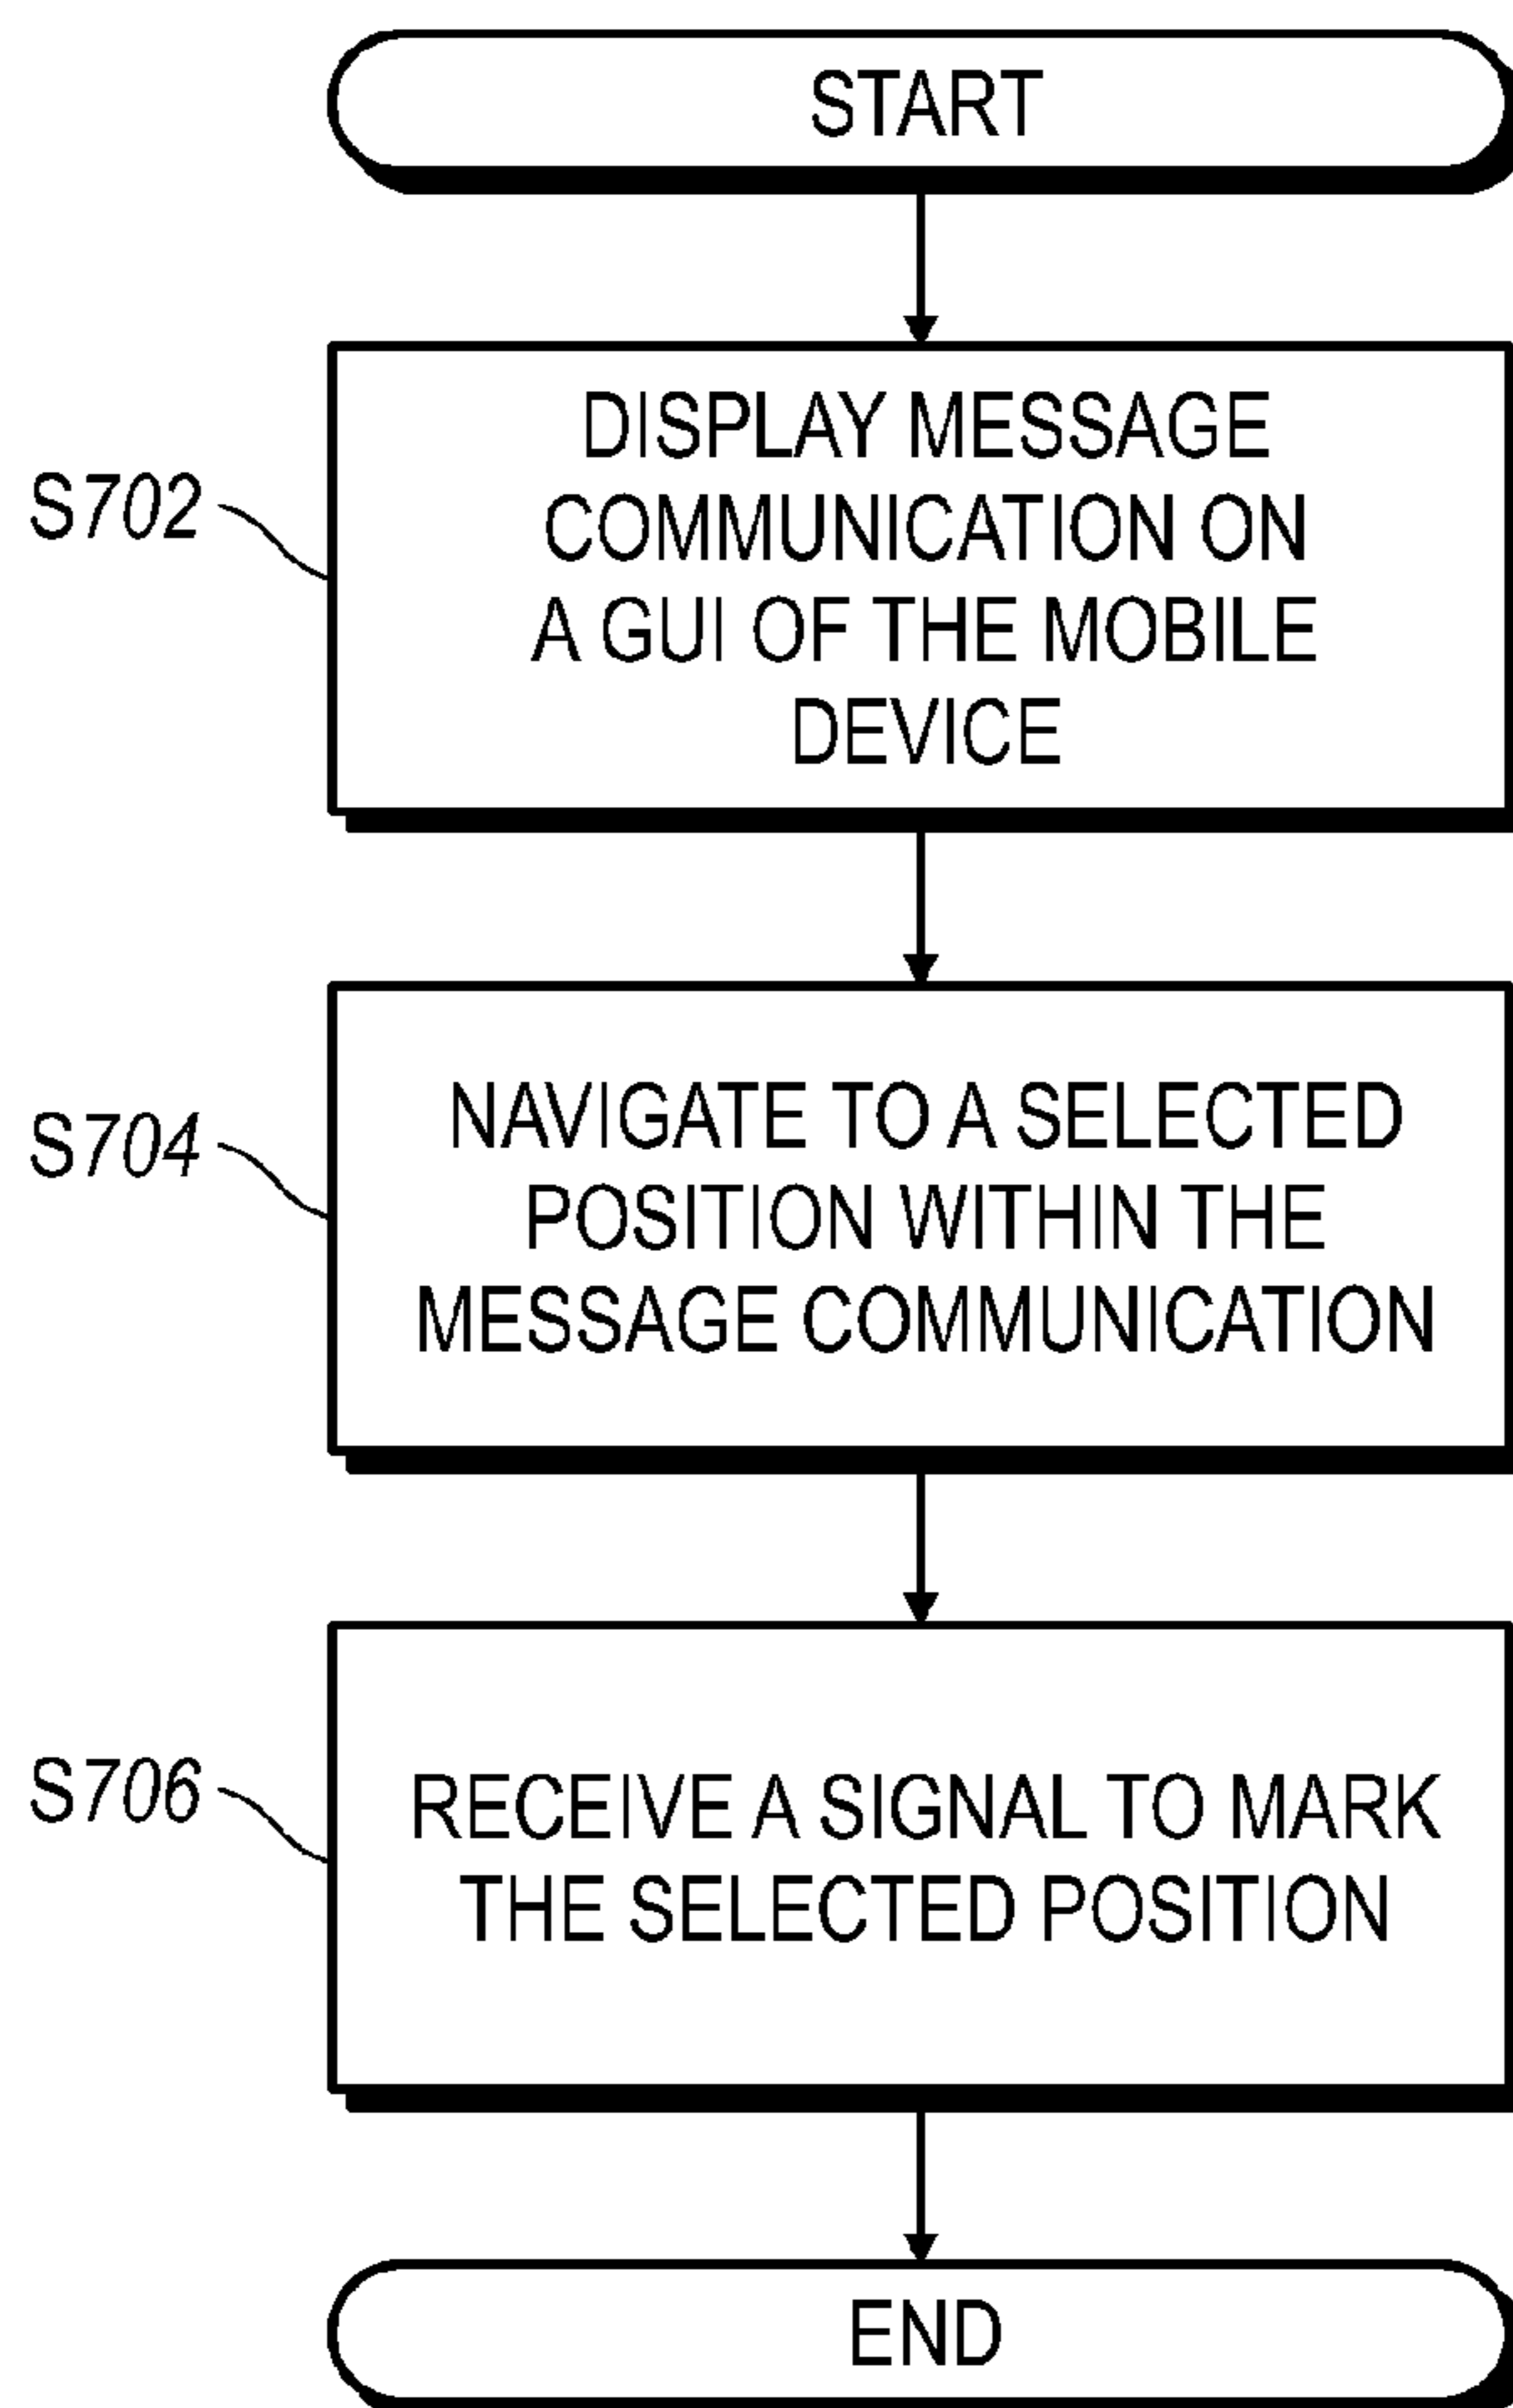 START
DISPLAY MESSAGE
COMMUNICATION ON
A GUI OF THE MOBILE
DEVICE
S702
NAVIGATE TO A SELECTED
POSITION WITHIN THE
MESSAGE COMMUNICATION
S704
RECEIVE A SIGNAL TO MARK
THE SELECTED POSITION
S706
END